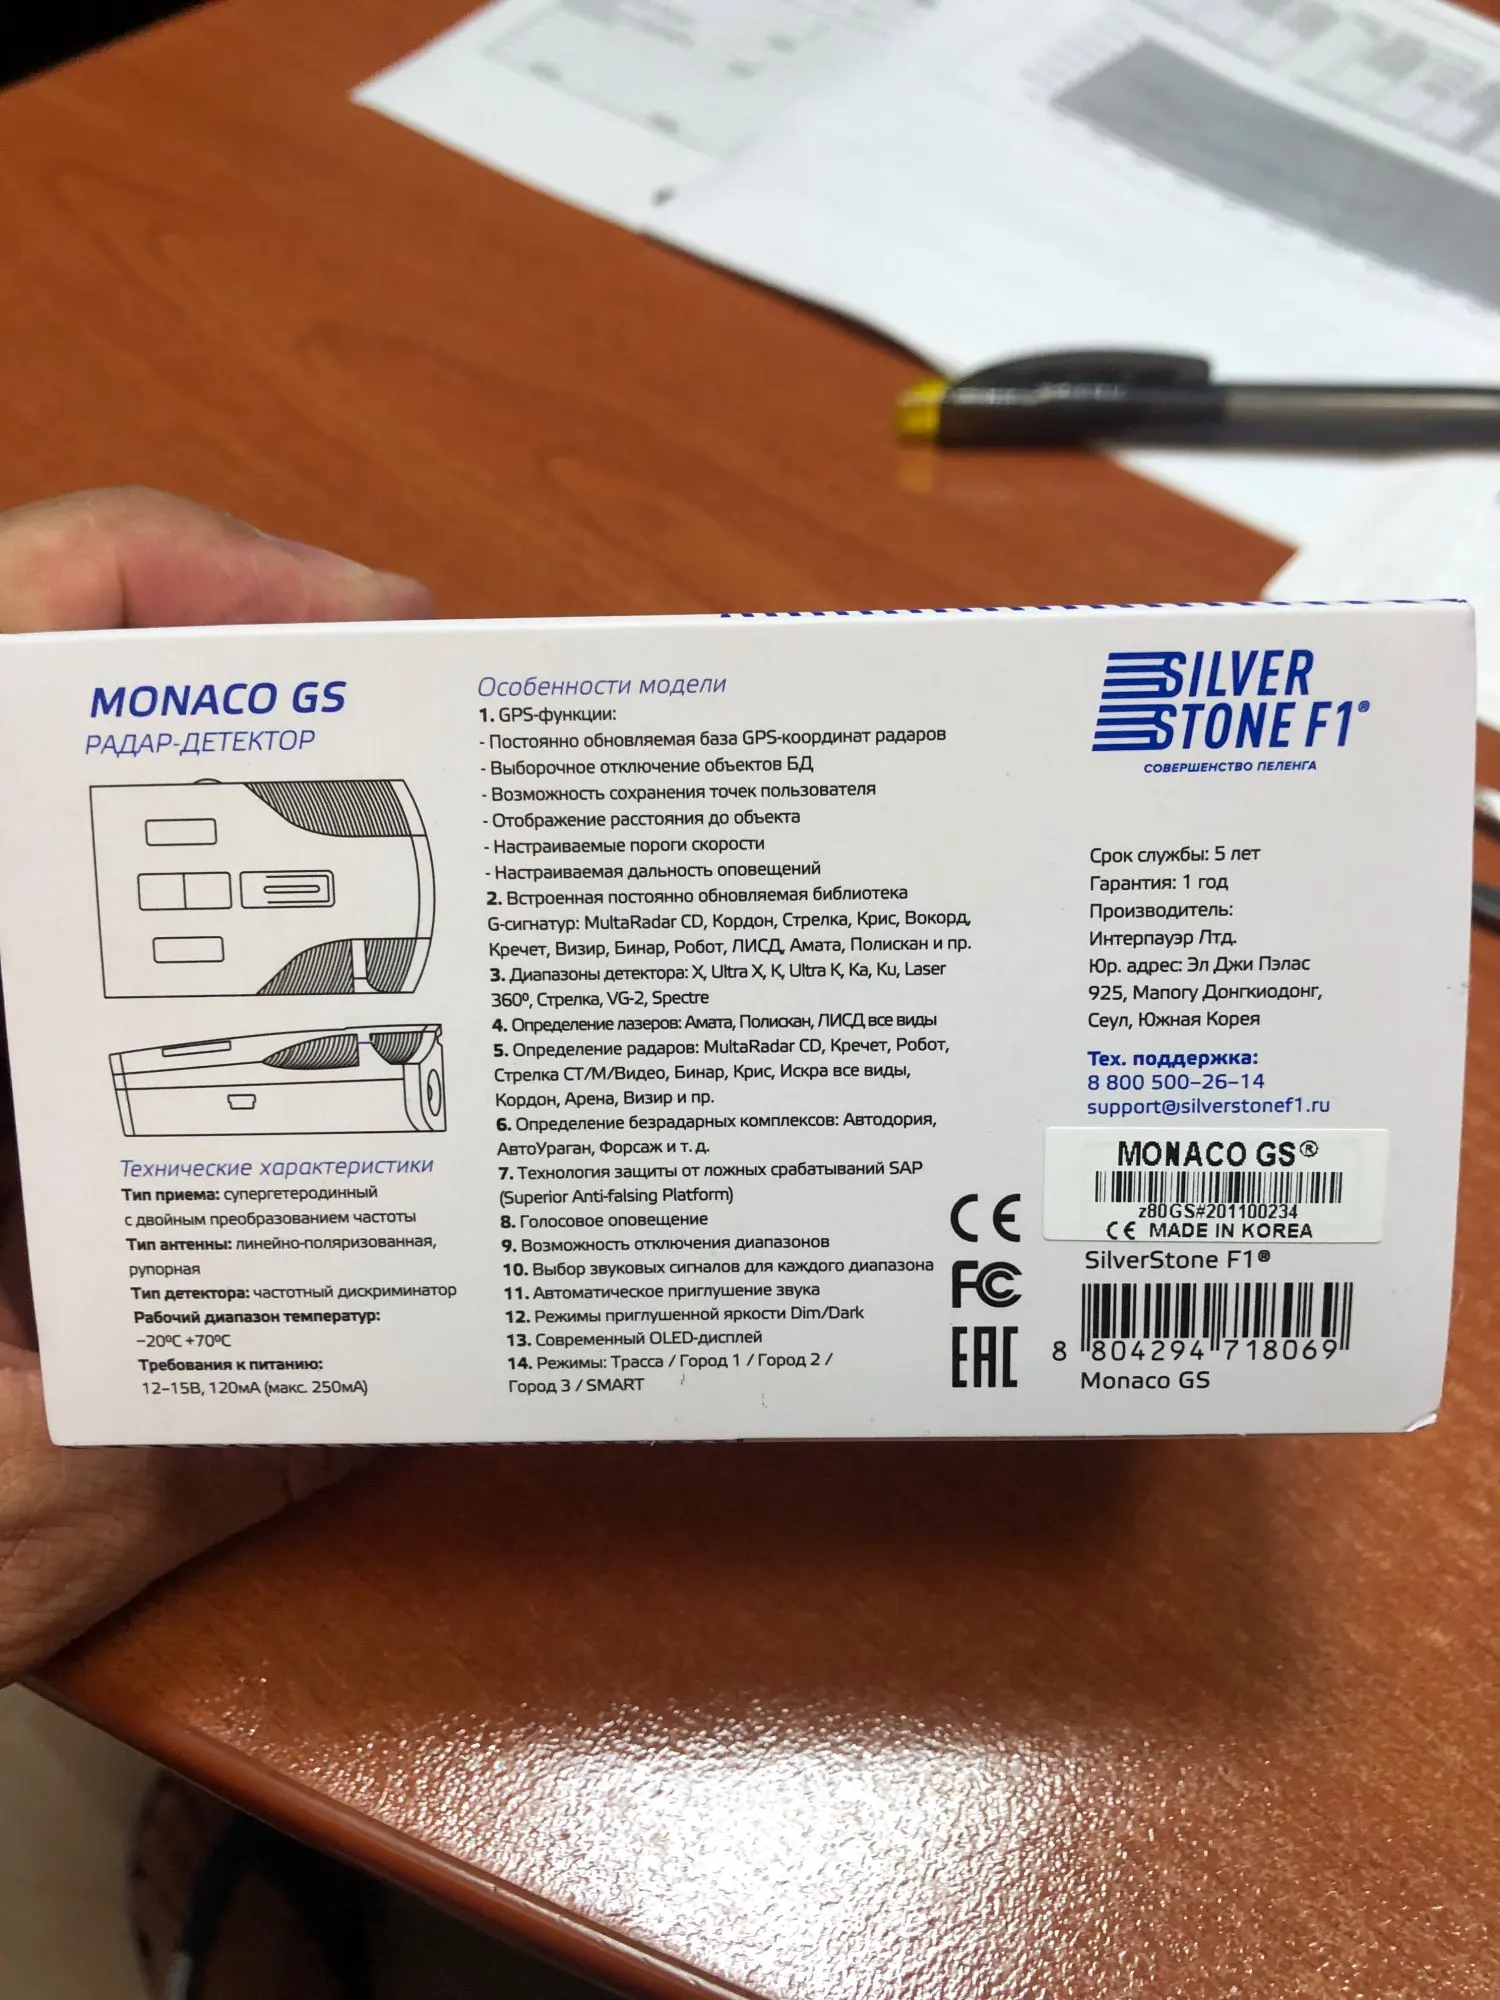 MONACO GS
РАДАР-ДЕТЕКТОР
Технические характеристики
Тип приема: супергетеродинный
с двойным преобразованием частоты
Тип антенны: линейно-поляризованная,
рупорная
Тип детектора: частотный дискриминатор
Рабочий диапазон температур:
–20ºC +70ºC
Требования к питанию:
12–15В, 120мА (макс. 250мА)
Особенности модели
1. GPS-функции:
- Постоянно обновляемая база GPS-координат радаров
- Выборочное отключение объектов БД
- Возможность сохранения точек пользователя
- Отображение расстояния до объекта
- Настраиваемые пороги скорости
- Настраиваемая дальность оповещений
2. Встроенная постоянно обновляемая библиотека
G-сигнатур: MultaRadar CD, Кордон, Стрелка, Крис, Вокорд,
Кречет, Визир, Бинар, Робот, ЛИСД, Амата, Полискан и пр.
3. Диапазоны детектора: X, Ultra X, K, Ultra K, Ka, Ku, Laser
360º, Стрелка, VG-2, Spectre
4. Определение лазеров: Амата, Полискан, ЛИСД все виды
5. Определение радаров: MultaRadar CD, Кречет, Робот,
Стрелка СТ/М/Видео, Бинар, Крис, Искра все виды,
Кордон, Арена, Визир и пр.
6. Определение безрадарных комплексов: Автодория,
АвтоУраган, Форсаж и т. д.
7. Технология защиты от ложных срабатываний SAP
(Superior Anti-falsing Platform)
8. Голосовое оповещение
9. Возможность отключения диапазонов
10. Выбор звуковых сигналов для каждого диапазона
11. Автоматическое приглушение звука
12. Режимы приглушенной яркости Dim/Dark
13. Современный OLED-дисплей
14. Режимы: Трасса / Город 1 / Город 2 /
Город 3 / SMART
CE
FC
EAC
SILVER
STONE F1®
СОВЕРШЕНСТВО ПЕЛЕНГА
Срок службы: 5 лет
Гарантия: 1 год
Производитель:
Интерпауэр Лтд.
Юр. адрес: Эл Джи Пэлас
925, Мапогу Донгкиодонг,
Сеул, Южная Корея
Тех. поддержка:
8 800 500–26–14
support@silverstonef1.ru
MONACO GS®
z80GS#201100234
CE MADE IN KOREA
SilverStone F1®
8 804294 718069
Monaco GS